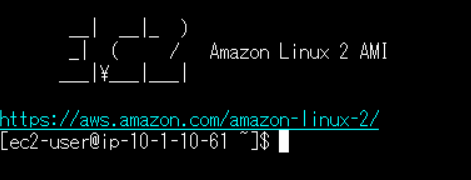 __|  __|_  )
_|  (     /   Amazon Linux 2 AMI
___|¥___|___|
https://aws.amazon.com/amazon-linux-2/
[ec2-user@ip-10-1-10-61 ~]$